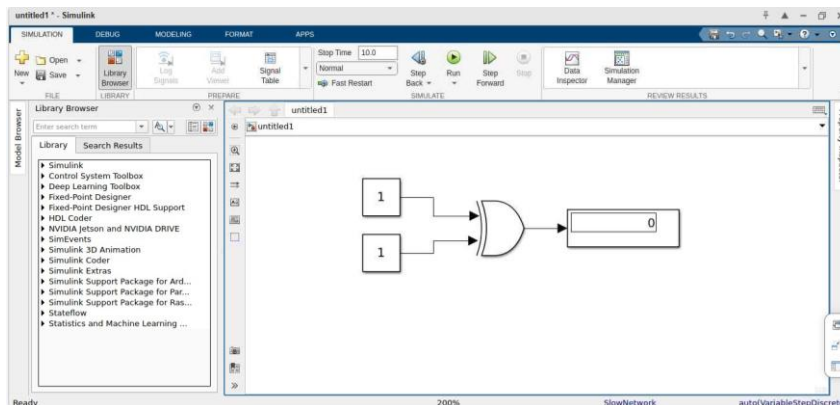 untitled1 * - Simulink
SIMULATION DEBUG MODELING FORMAT APPS
New
Open
Save
FILE
Library Browser
LIBRARY
Log Signals
Add Viewer
Signal Table
PREPARE
Stop Time 10.0
Normal
Fast Restart
Step Back
Run
Step Forward
Stop
SIMULATE
Data Inspector
Simulation Manager
REVIEW RESULTS
Model Browser
Library Browser
Enter search term
Library Search Results
Simulink
Control System Toolbox
Deep Learning Toolbox
Fixed-Point Designer
Fixed-Point Designer HDL Support
HDL Coder
NVIDIA Jetson and NVIDIA DRIVE
SimEvents
Simulink 3D Animation
Simulink Coder
Simulink Extras
Simulink Support Package for Ard...
Simulink Support Package for Par...
Simulink Support Package for Ras...
Stateflow
Statistics and Machine Learning ...
untitled1
untitled1
1
1
0
Ready 200% SlowNetwork auto(VariableStepDiscrete